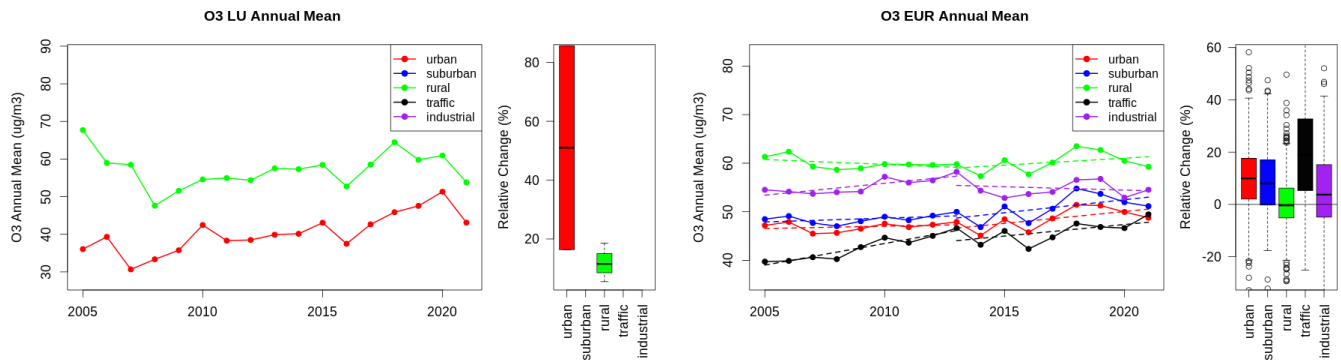 O3 LU Annual Mean
O3 Annual Mean (ug/m3)
90
80
70
60
50
40
30
2005
2010
2015
2020
urban
suburban
rural
traffic
industrial
Relative Change (%)
80
60
40
20
urban
suburban
rural
traffic
industrial
O3 EUR Annual Mean
O3 Annual Mean (ug/m3)
80
70
60
50
40
2005
2010
2015
2020
urban
suburban
rural
traffic
industrial
Relative Change (%)
60
40
20
0
-20
urban
suburban
rural
traffic
industrial